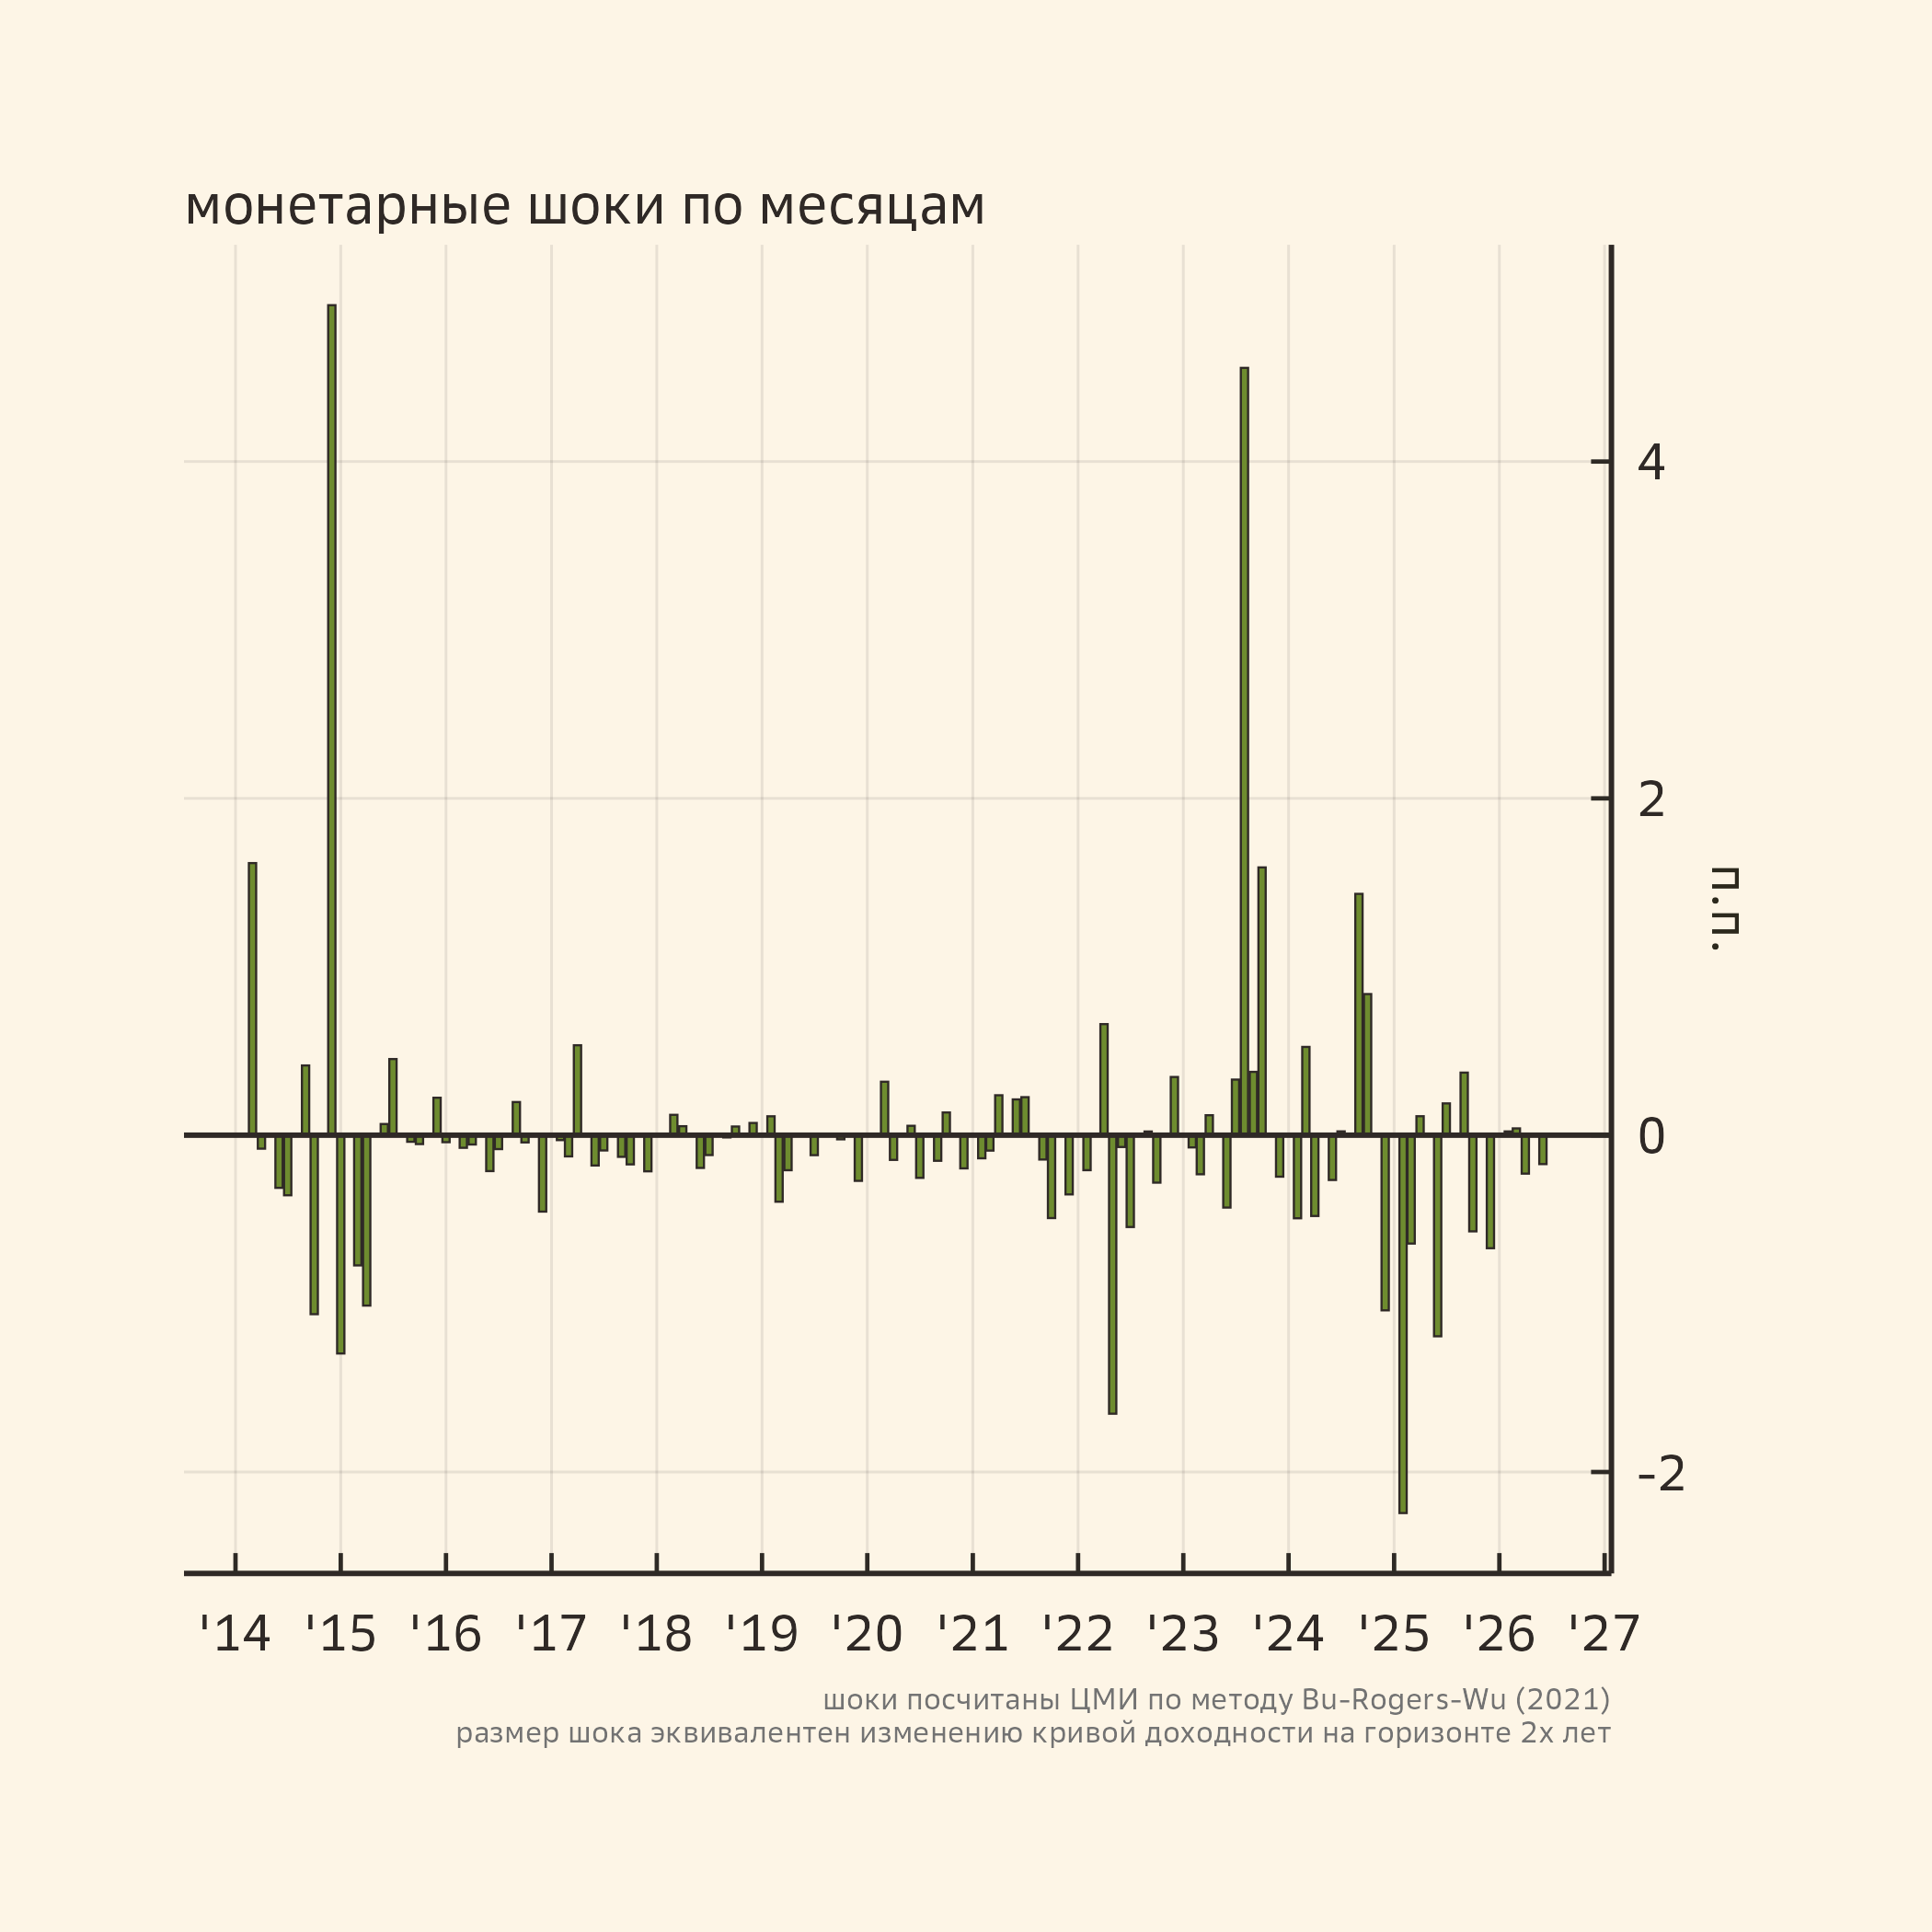 монетарные шоки по месяцам
4
2
п.п.
0
-2
'14 '15 '16 '17 '18 '19 '20 '21 '22 '23 '24 '25 '26 '27
шоки посчитаны ЦМИ по методу Bu-Rogers-Wu (2021)
размер шока эквивалентен изменению кривой доходности на горизонте 2х лет